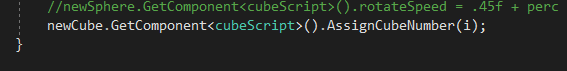 //newSphere.GetComponent<cubeScript>().rotateSpeed = .45f + perc
newCube.GetComponent<cubeScript>().AssignCubeNumber(i);
}